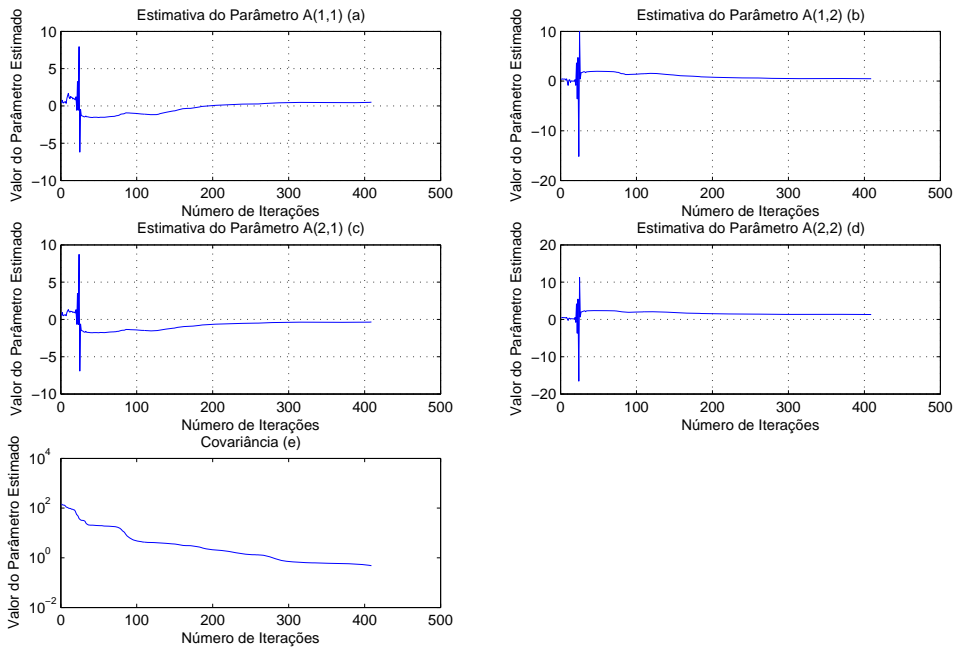 Estimativa do Parâmetro A(1,1) (a)
Valor do Parâmetro Estimado
10
5
0
−5
−10
0 100 200 300 400 500
Número de Iterações
Estimativa do Parâmetro A(1,2) (b)
Valor do Parâmetro Estimado
10
0
−10
−20
0 100 200 300 400 500
Número de Iterações
Estimativa do Parâmetro A(2,1) (c)
Valor do Parâmetro Estimado
10
5
0
−5
−10
0 100 200 300 400 500
Número de Iterações
Estimativa do Parâmetro A(2,2) (d)
Valor do Parâmetro Estimado
20
10
0
−10
−20
0 100 200 300 400 500
Número de Iterações
Covariância (e)
Valor do Parâmetro Estimado
10^4
10^2
10^0
10^−2
0 100 200 300 400 500
Número de Iterações